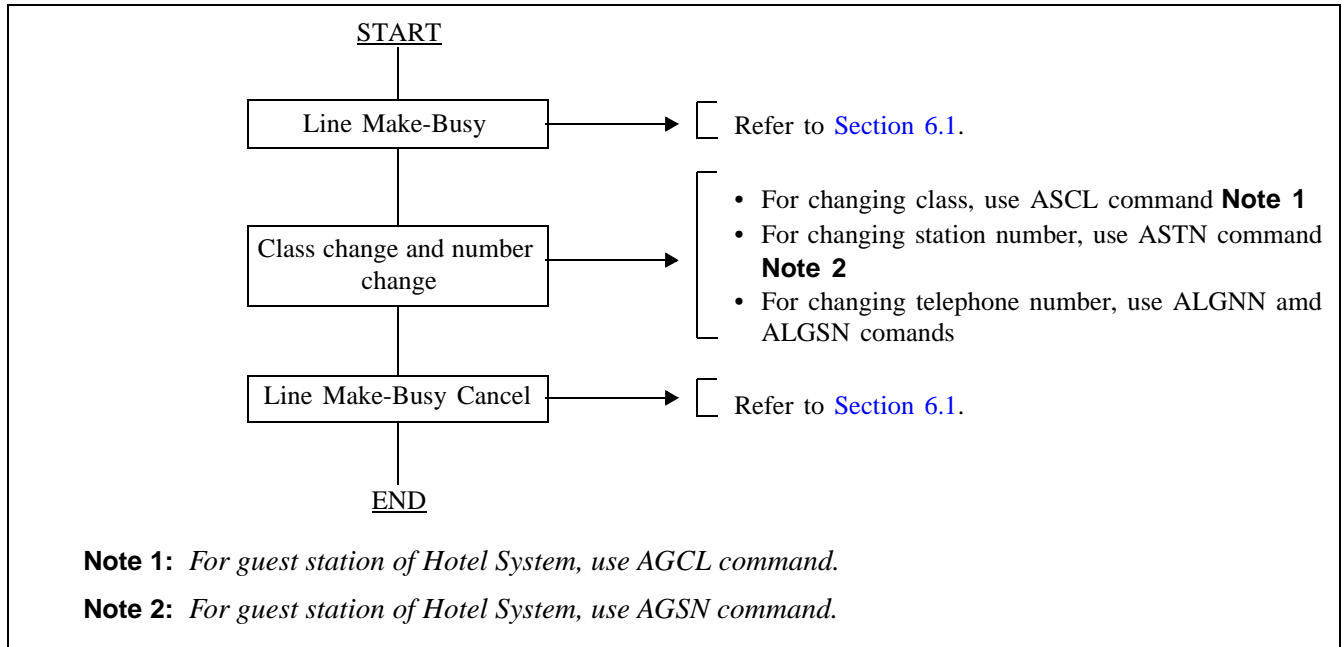 START
Line Make-Busy
Refer to Section 6.1.
Class change and number
change
• For changing class, use ASCL command Note 1
• For changing station number, use ASTN command
Note 2
• For changing telephone number, use ALGNN amd
ALGSN comands
Line Make-Busy Cancel
Refer to Section 6.1.
END
Note 1: For guest station of Hotel System, use AGCL command.
Note 2: For guest station of Hotel System, use AGSN command.